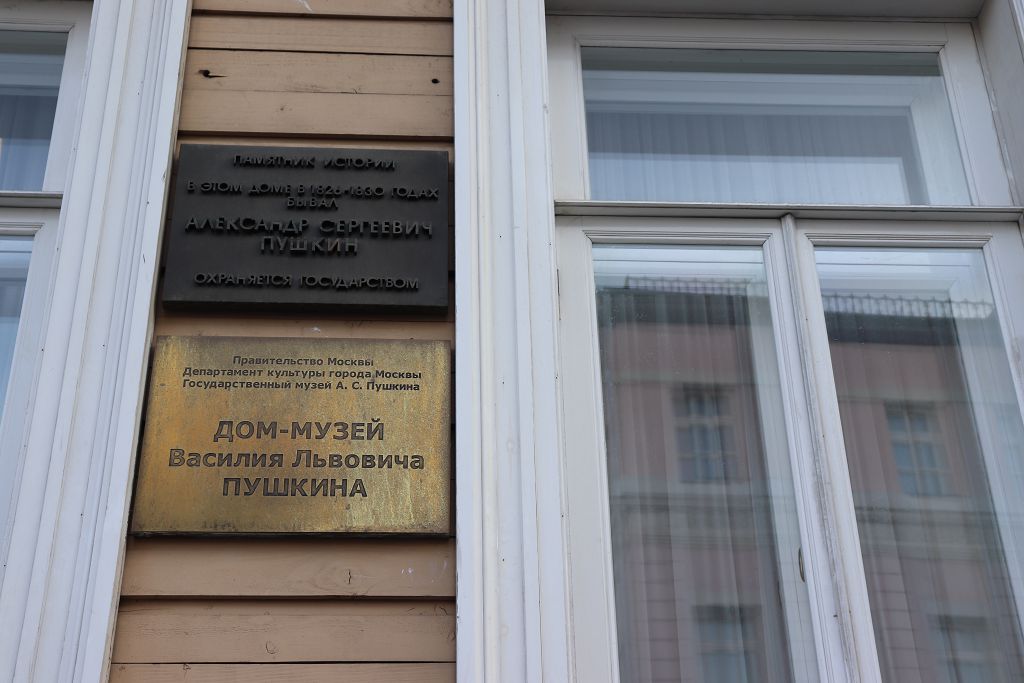 ПАМЯТНИК ИСТОРИИ
В ЭТОМ ДОМЕ В 1826-1830 ГОДАХ
БЫВАЛ
АЛЕКСАНДР СЕРГЕЕВИЧ
ПУШКИН
ОХРАНЯЕТСЯ ГОСУДАРСТВОМ
Правительство Москвы
Департамент культуры города Москвы
Государственный музей А. С. Пушкина
ДОМ-МУЗЕЙ
Василия Львовича
ПУШКИНА